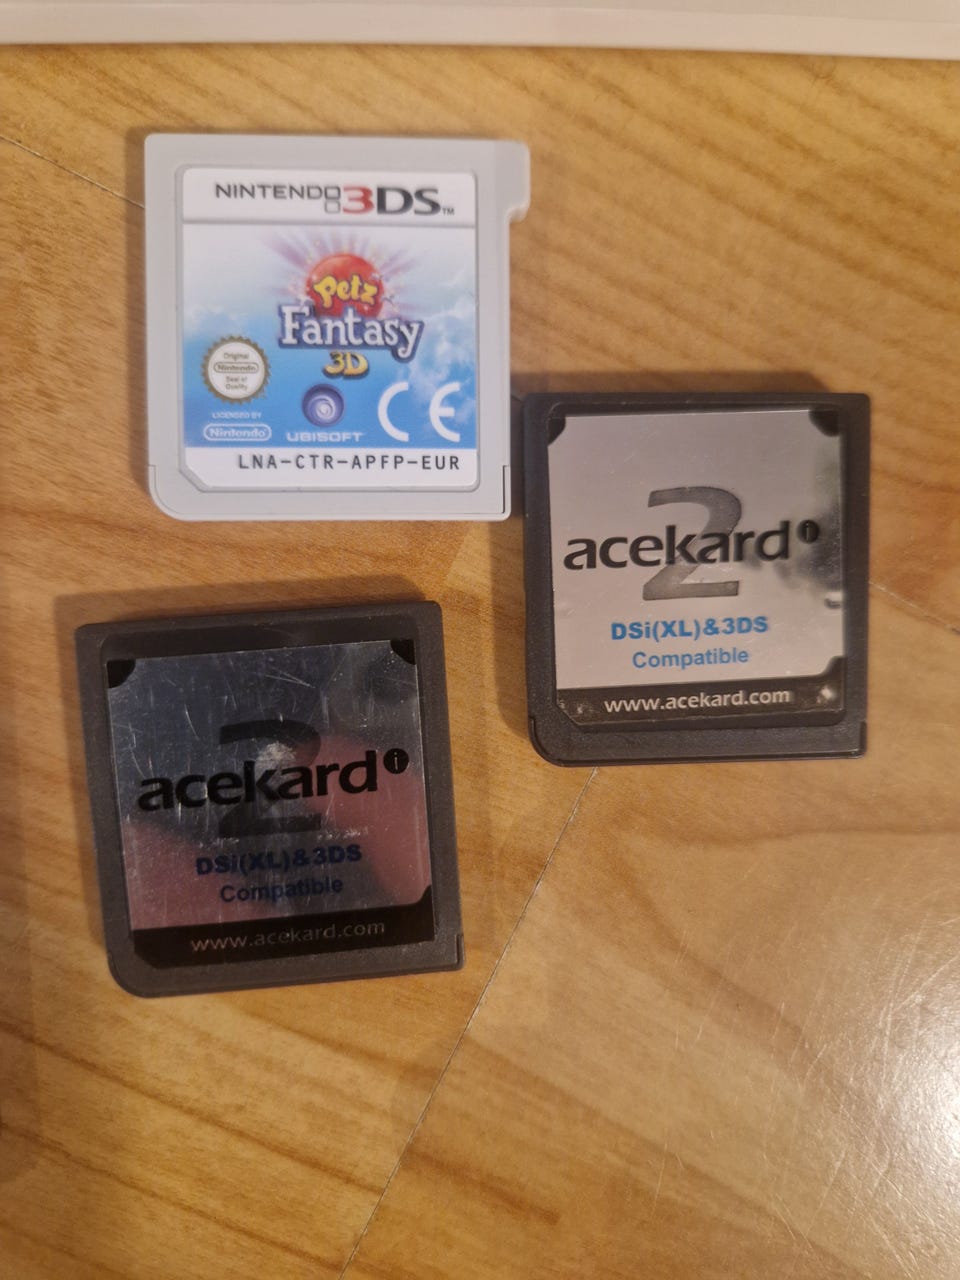 NINTENDO 3DS™
Petz
Fantasy
3D
Original
Nintendo
Seal of
Quality
LICENSED BY
Nintendo
UBISOFT
CE
LNA-CTR-APFP-EUR
2
acekard i
DSi(XL)&3DS
Compatible
www.acekard.com
2
acekard i
DSi(XL)&3DS
Compatible
www.acekard.com